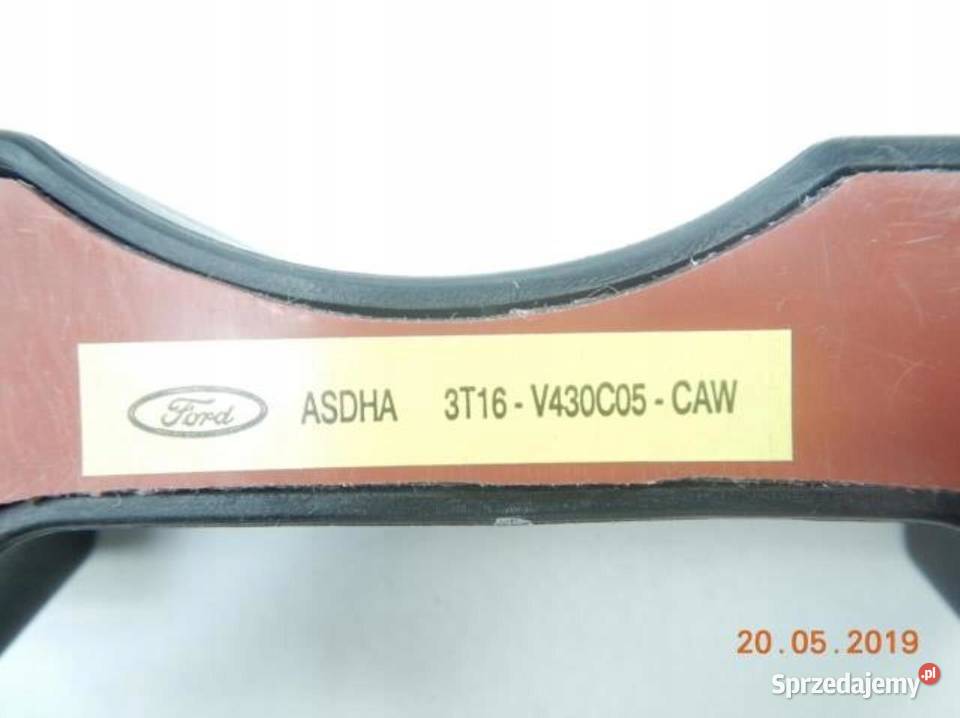 Ford ASDHA 3T16 - V430C05 - CAW
20.05.2019
Sprzedajemy.pl